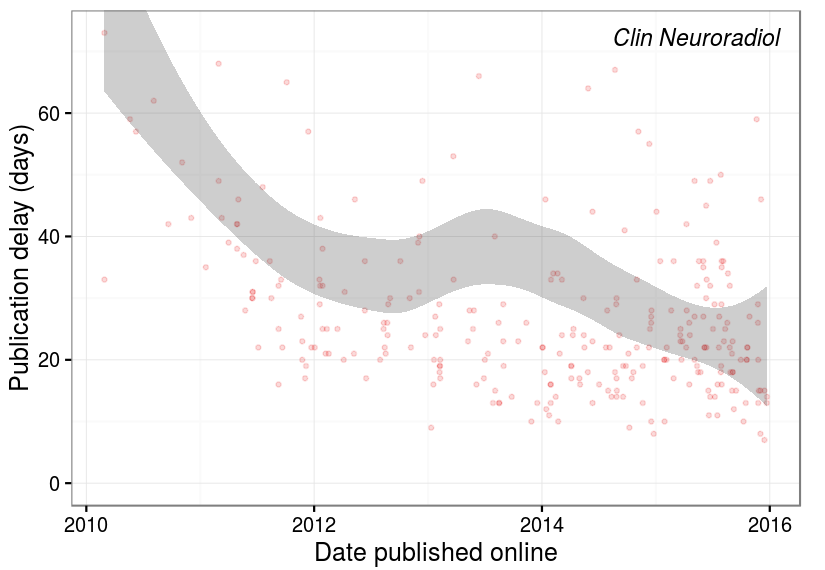 Clin Neuroradiol
Publication delay (days)
60
40
20
0
2010 2012 2014 2016
Date published online